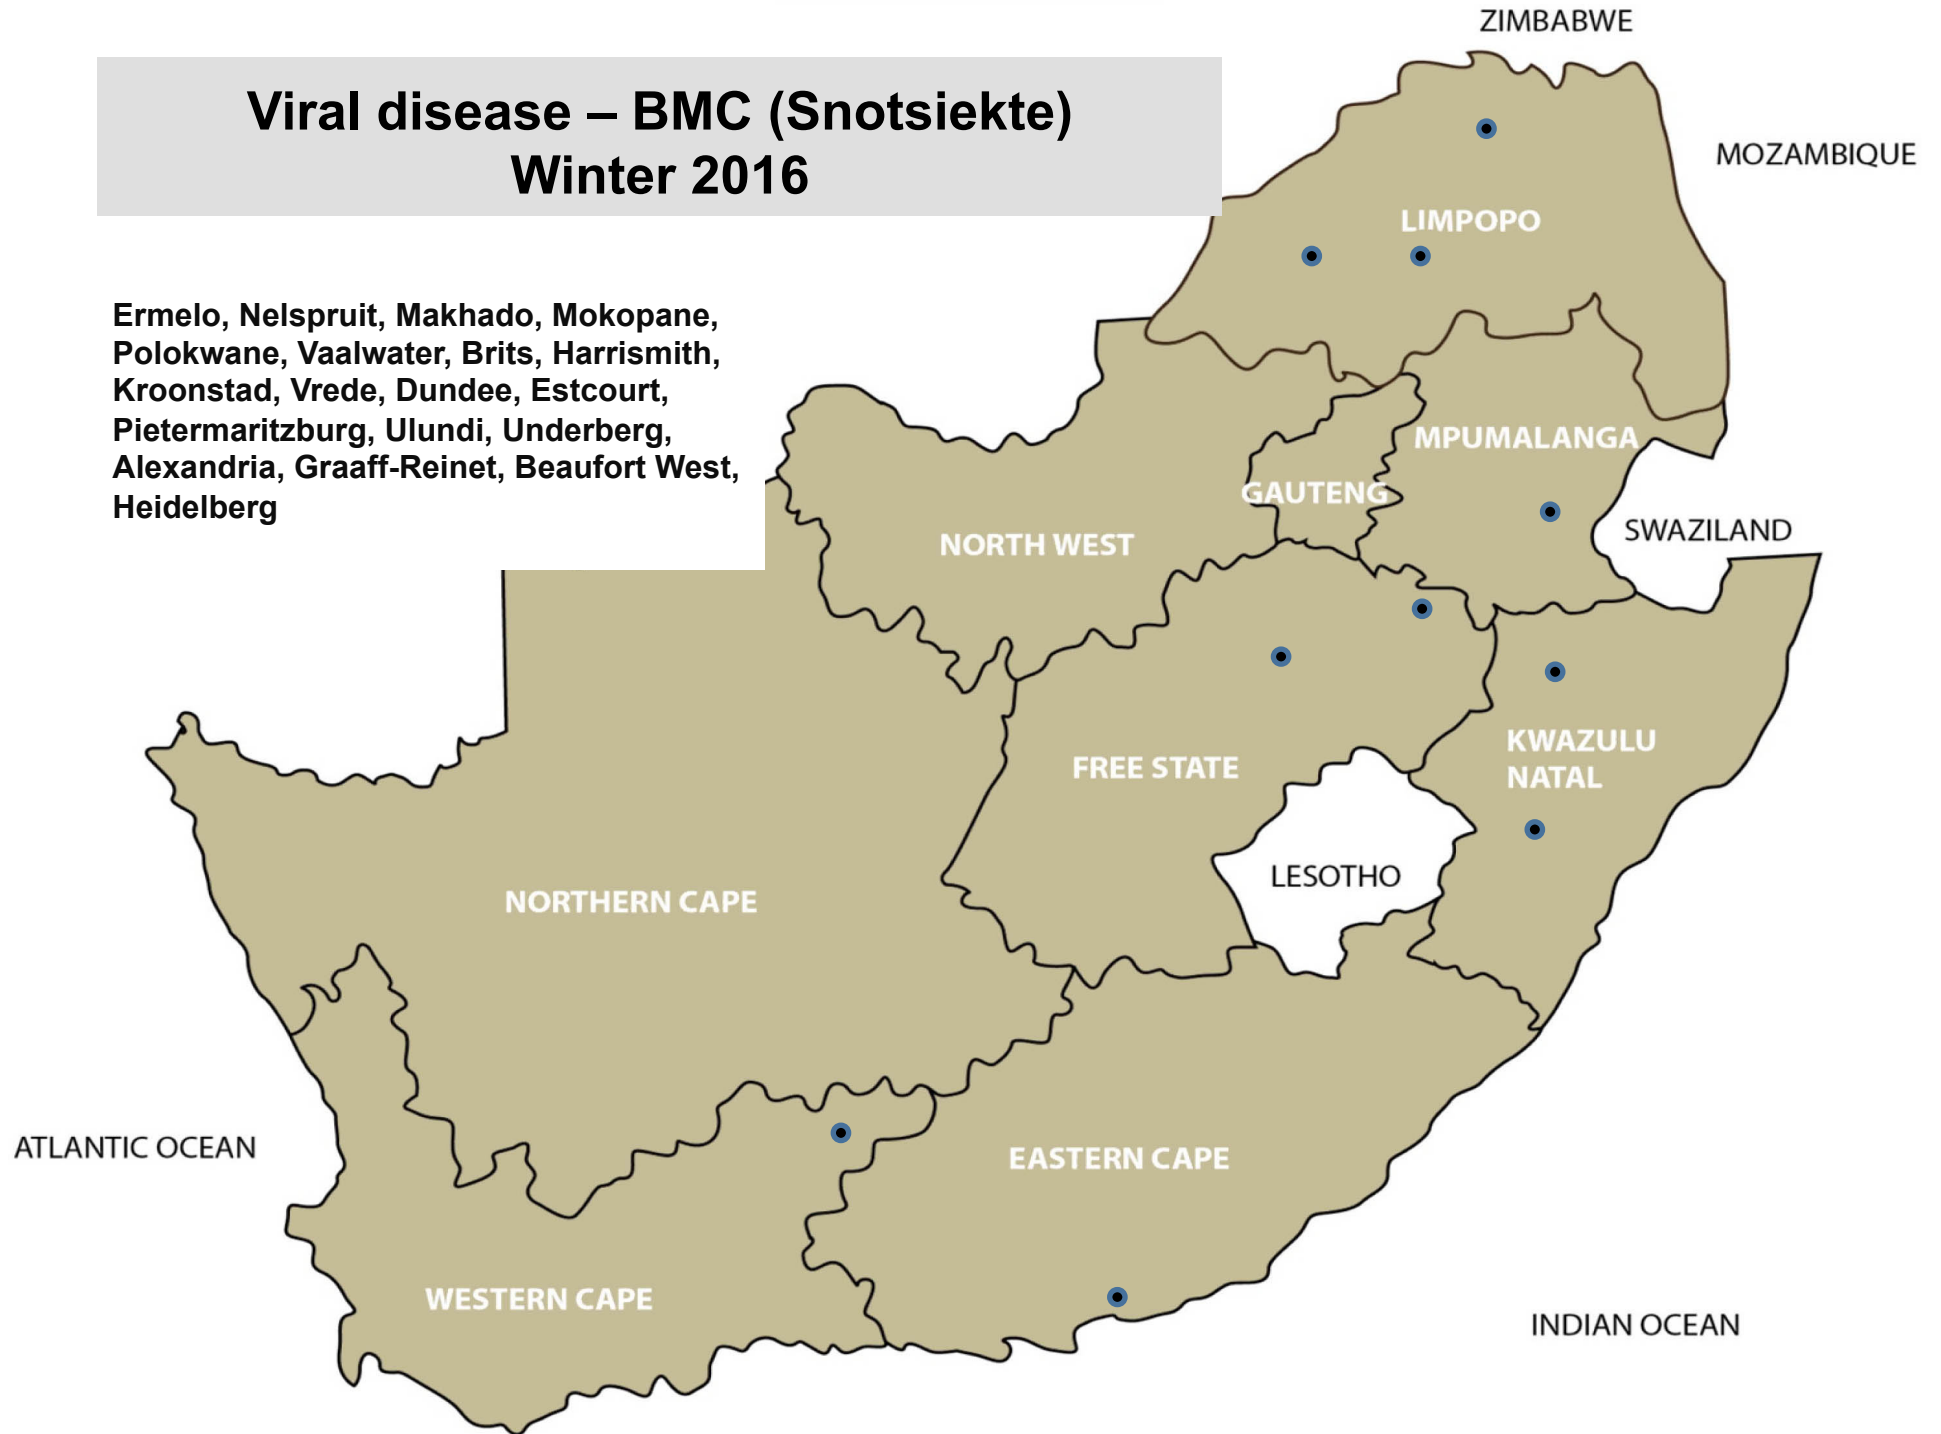 ZIMBABWE
Viral disease – BMC (Snotsiekte)
Winter 2016
MOZAMBIQUE
LIMPOPO
Ermelo, Nelspruit, Makhado, Mokopane,
Polokwane, Vaalwater, Brits, Harrismith,
Kroonstad, Vrede, Dundee, Estcourt,
Pietermaritzburg, Ulundi, Underberg,
Alexandria, Graaff-Reinet, Beaufort West,
Heidelberg
MPUMALANGA
GAUTENG
SWAZILAND
NORTH WEST
KWAZULU
NATAL
FREE STATE
LESOTHO
NORTHERN CAPE
ATLANTIC OCEAN
EASTERN CAPE
WESTERN CAPE
INDIAN OCEAN